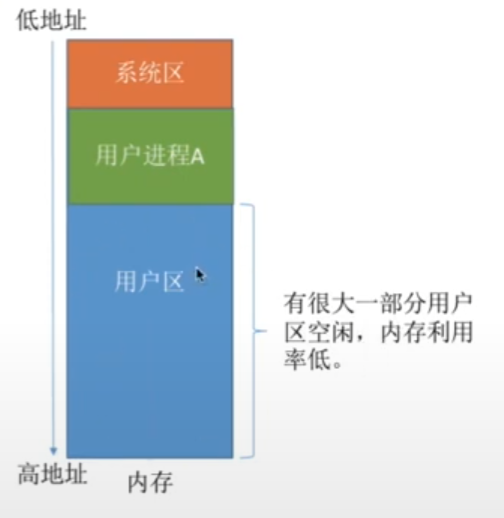 低地址
系统区
用户进程A
用户区
有很大一部分用户
区空闲，内存利用
率低。
高地址
内存